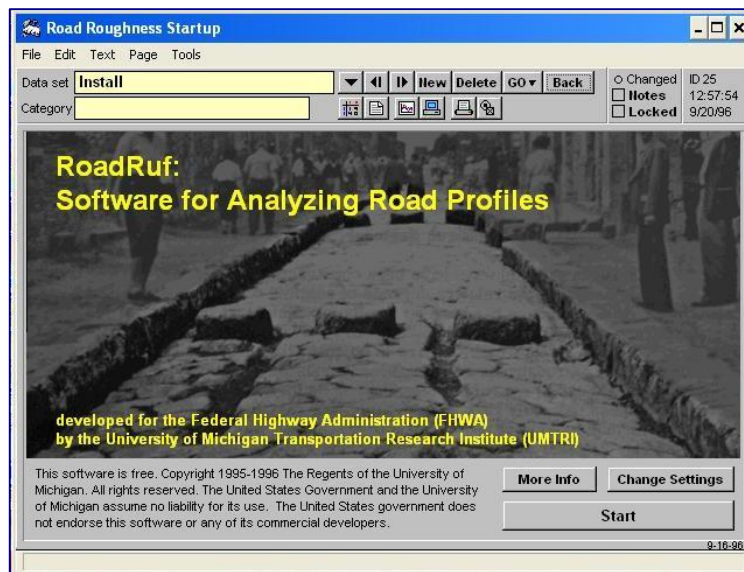 Road Roughness Startup
File Edit Text Page Tools
Data set Install New Delete GO Back Changed ID 25
Notes 12:57:54
Category Locked 9/20/96
RoadRuf:
Software for Analyzing Road Profiles
developed for the Federal Highway Administration (FHWA)
by the University of Michigan Transportation Research Institute (UMTRI)
This software is free. Copyright 1995-1996 The Regents of the University of
Michigan. All rights reserved. The United States Government and the University
of Michigan assume no liability for its use. The United States government does
not endorse this software or any of its commercial developers.
More Info Change Settings
Start
9-16-96